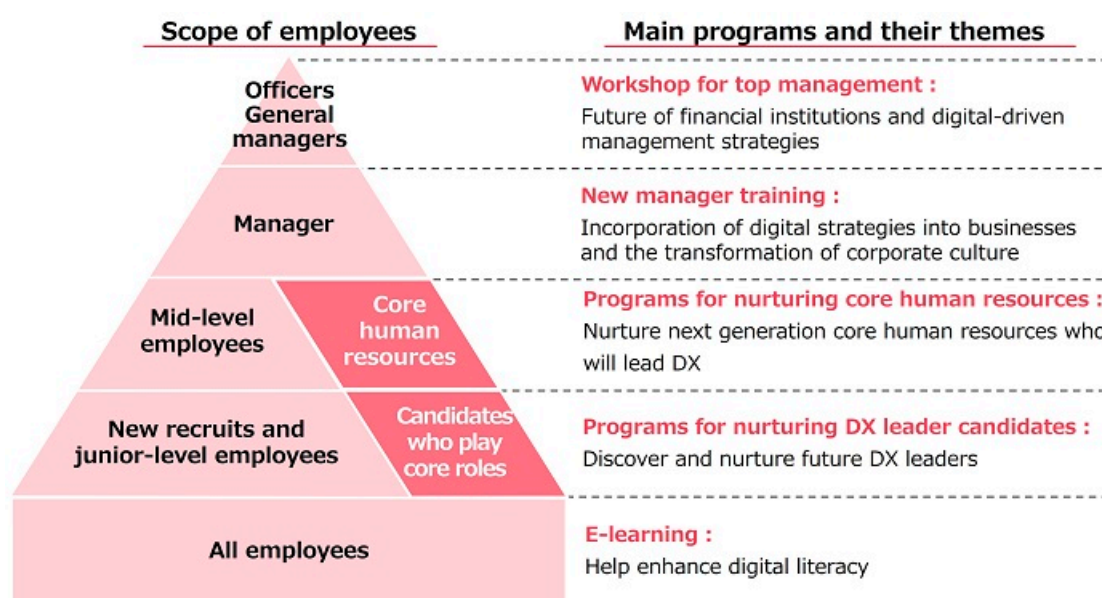 Scope of employees
Main programs and their themes
Officers
General
managers
Workshop for top management :
Future of financial institutions and digital-driven
management strategies
Manager
New manager training :
Incorporation of digital strategies into businesses
and the transformation of corporate culture
Mid-level
employees
Core
human
resources
Programs for nurturing core human resources :
Nurture next generation core human resources who
will lead DX
New recruits and
junior-level employees
Candidates
who play
core roles
Programs for nurturing DX leader candidates :
Discover and nurture future DX leaders
All employees
E-learning :
Help enhance digital literacy